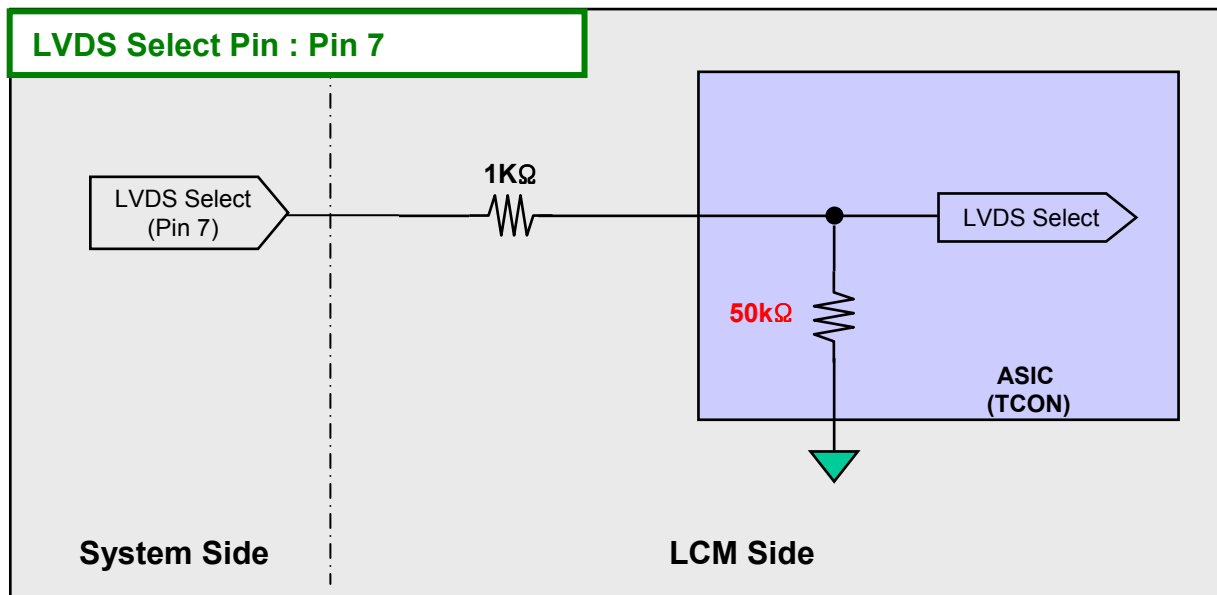 LVDS Select Pin : Pin 7
1KΩ
LVDS Select
(Pin 7)
LVDS Select
50kΩ
ASIC
(TCON)
System Side
LCM Side